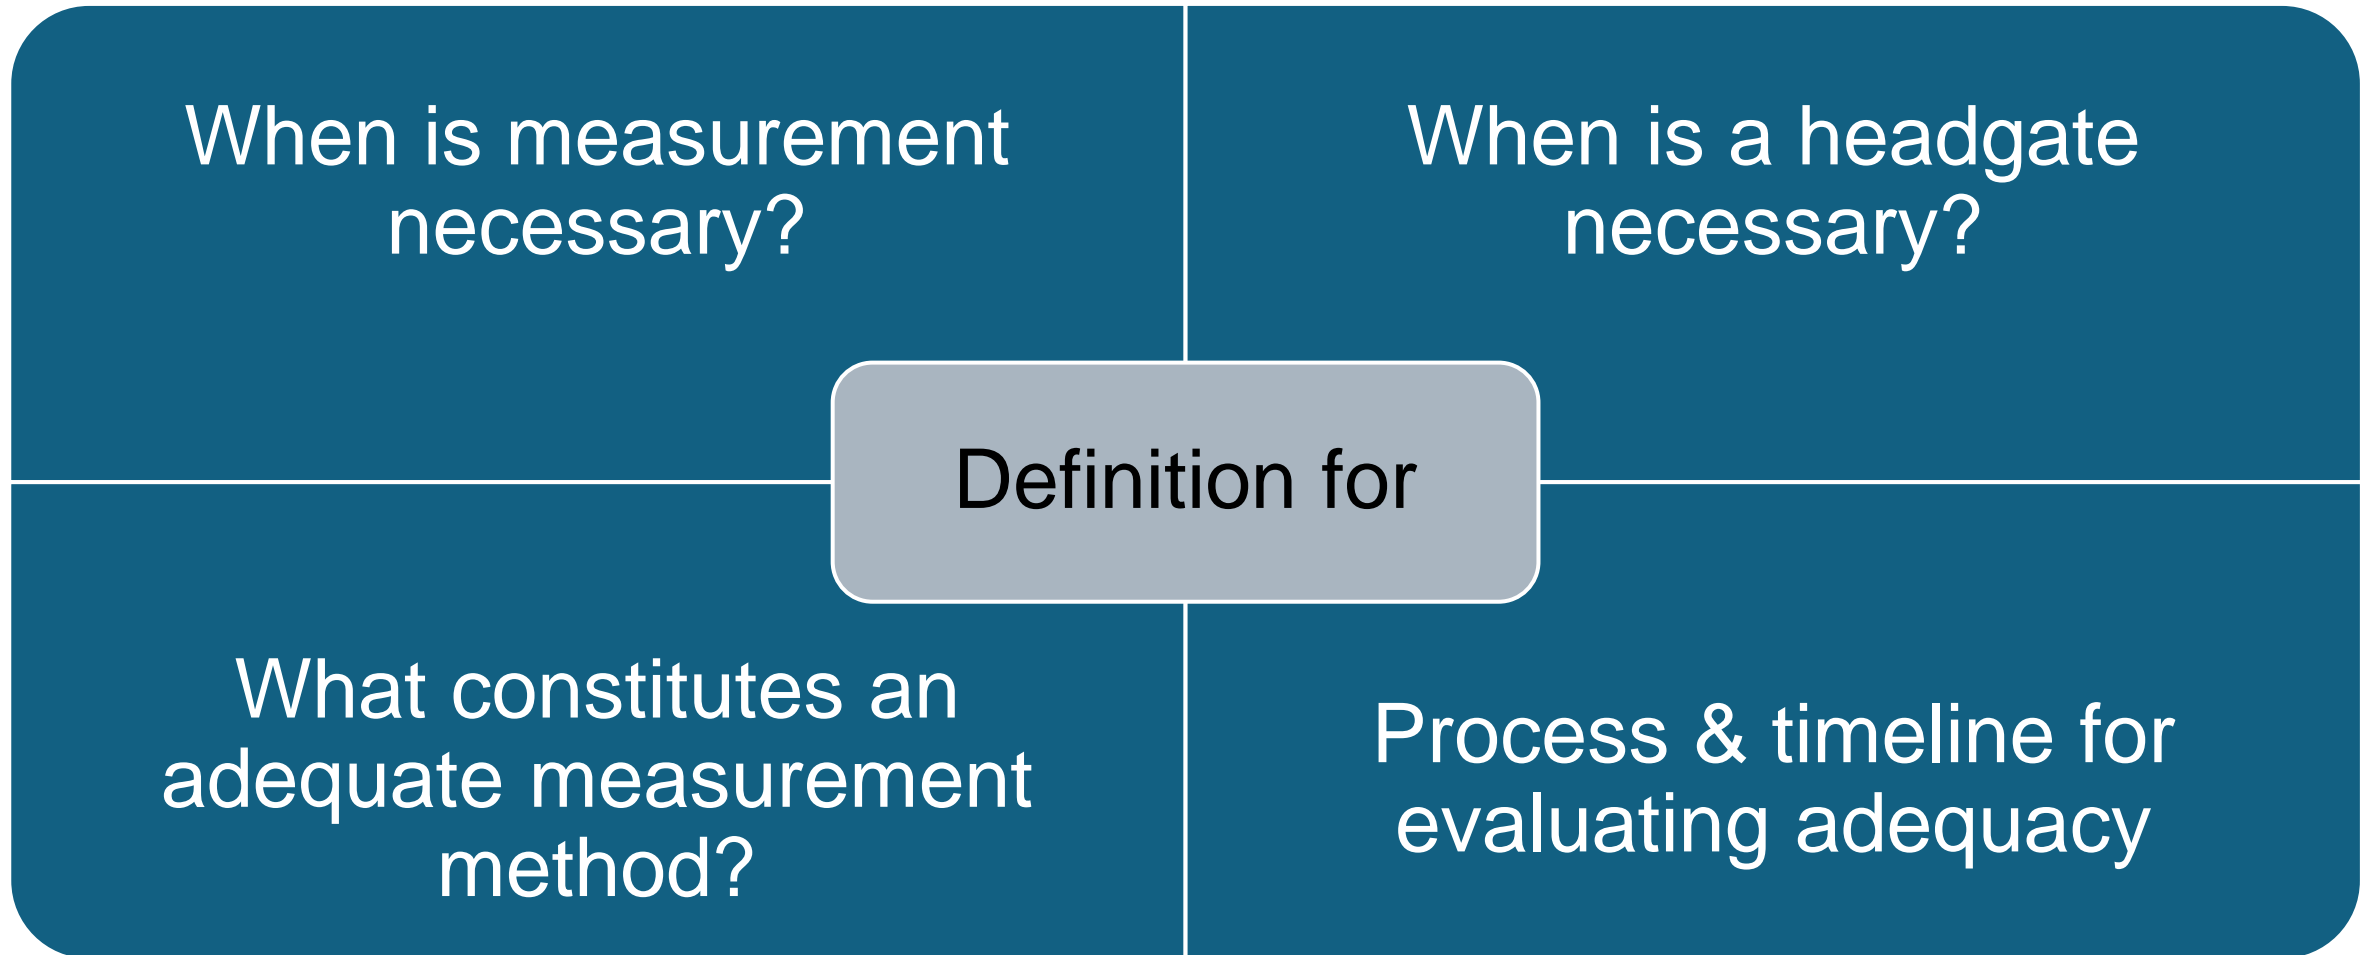 When is measurement
necessary?
When is a headgate
necessary?
Definition for
What constitutes an
adequate measurement
method?
Process & timeline for
evaluating adequacy